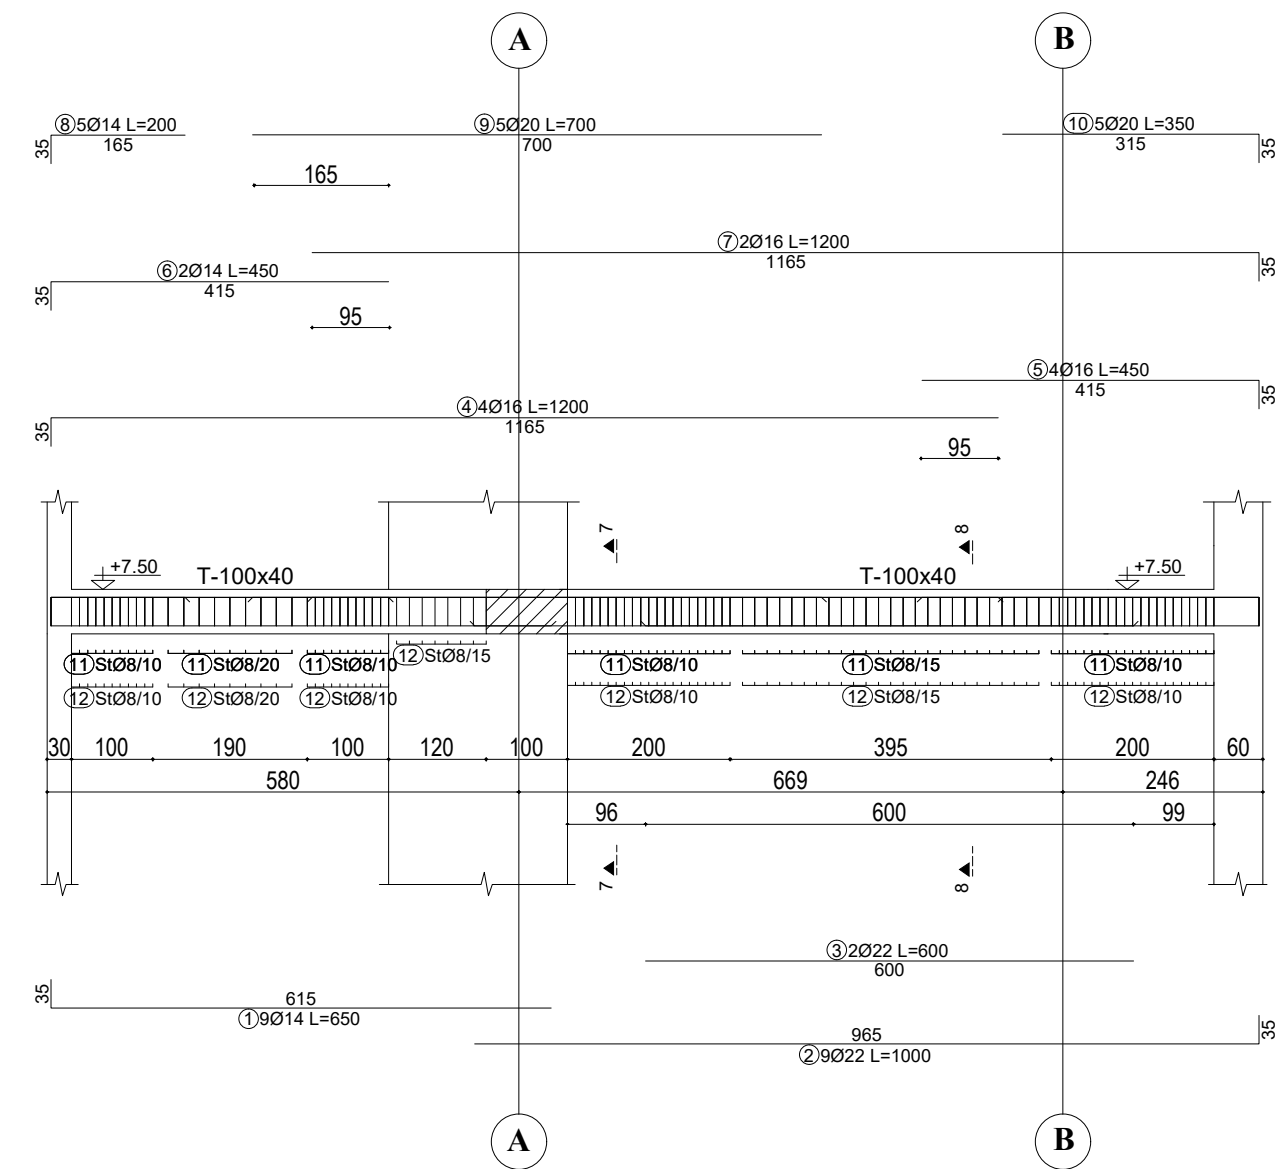 A
B
⑧5Ø14 L=200
165
35
⑨5Ø20 L=700
700
⑩5Ø20 L=350
315
35
165
⑦2Ø16 L=1200
1165
35
⑥2Ø14 L=450
415
35
95
⑤4Ø16 L=450
415
35
④4Ø16 L=1200
1165
35
95
7
8
+7.50
T-100x40
T-100x40
+7.50
⑫StØ8/15
⑪StØ8/10
⑪StØ8/20
⑪StØ8/10
⑪StØ8/10
⑪StØ8/15
⑪StØ8/10
⑫StØ8/10
⑫StØ8/20
⑫StØ8/10
⑫StØ8/10
⑫StØ8/15
⑫StØ8/10
30 100 190 100 120 100 200 395 200 60
580 669 246
96 600 99
7
8
③2Ø22 L=600
600
615
35
①9Ø14 L=650
965
35
②9Ø22 L=1000
A
B